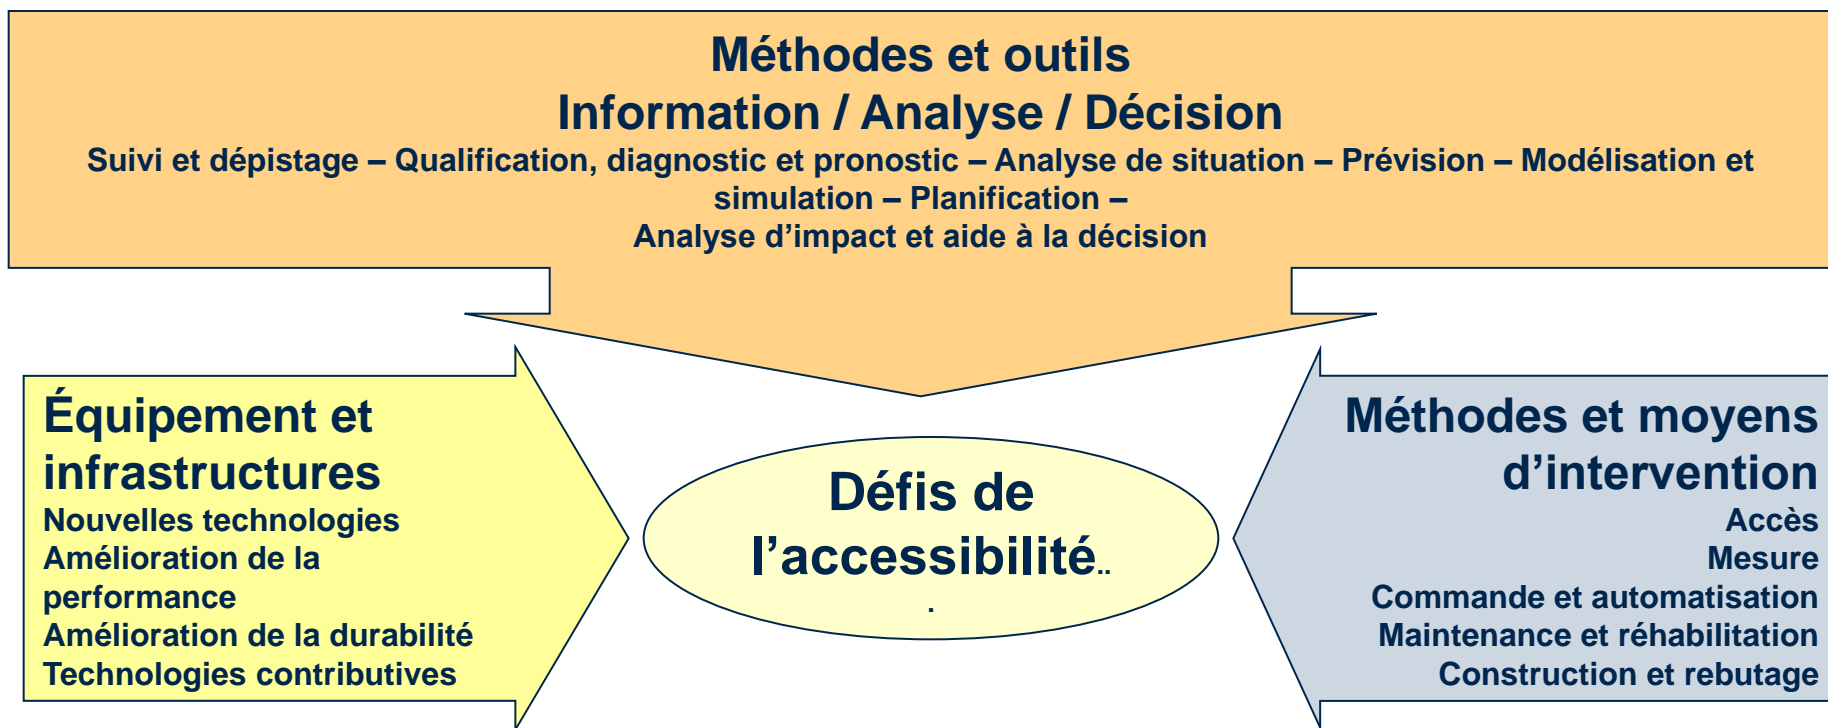 Méthodes et outils
Information / Analyse / Décision
Suivi et dépistage – Qualification, diagnostic et pronostic – Analyse de situation – Prévision – Modélisation et
simulation – Planification –
Analyse d’impact et aide à la décision
Équipement et
infrastructures
Nouvelles technologies
Amélioration de la
performance
Amélioration de la durabilité
Technologies contributives
Défis de
l’accessibilité..
.
Méthodes et moyens
d’intervention
Accès
Mesure
Commande et automatisation
Maintenance et réhabilitation
Construction et rebutage